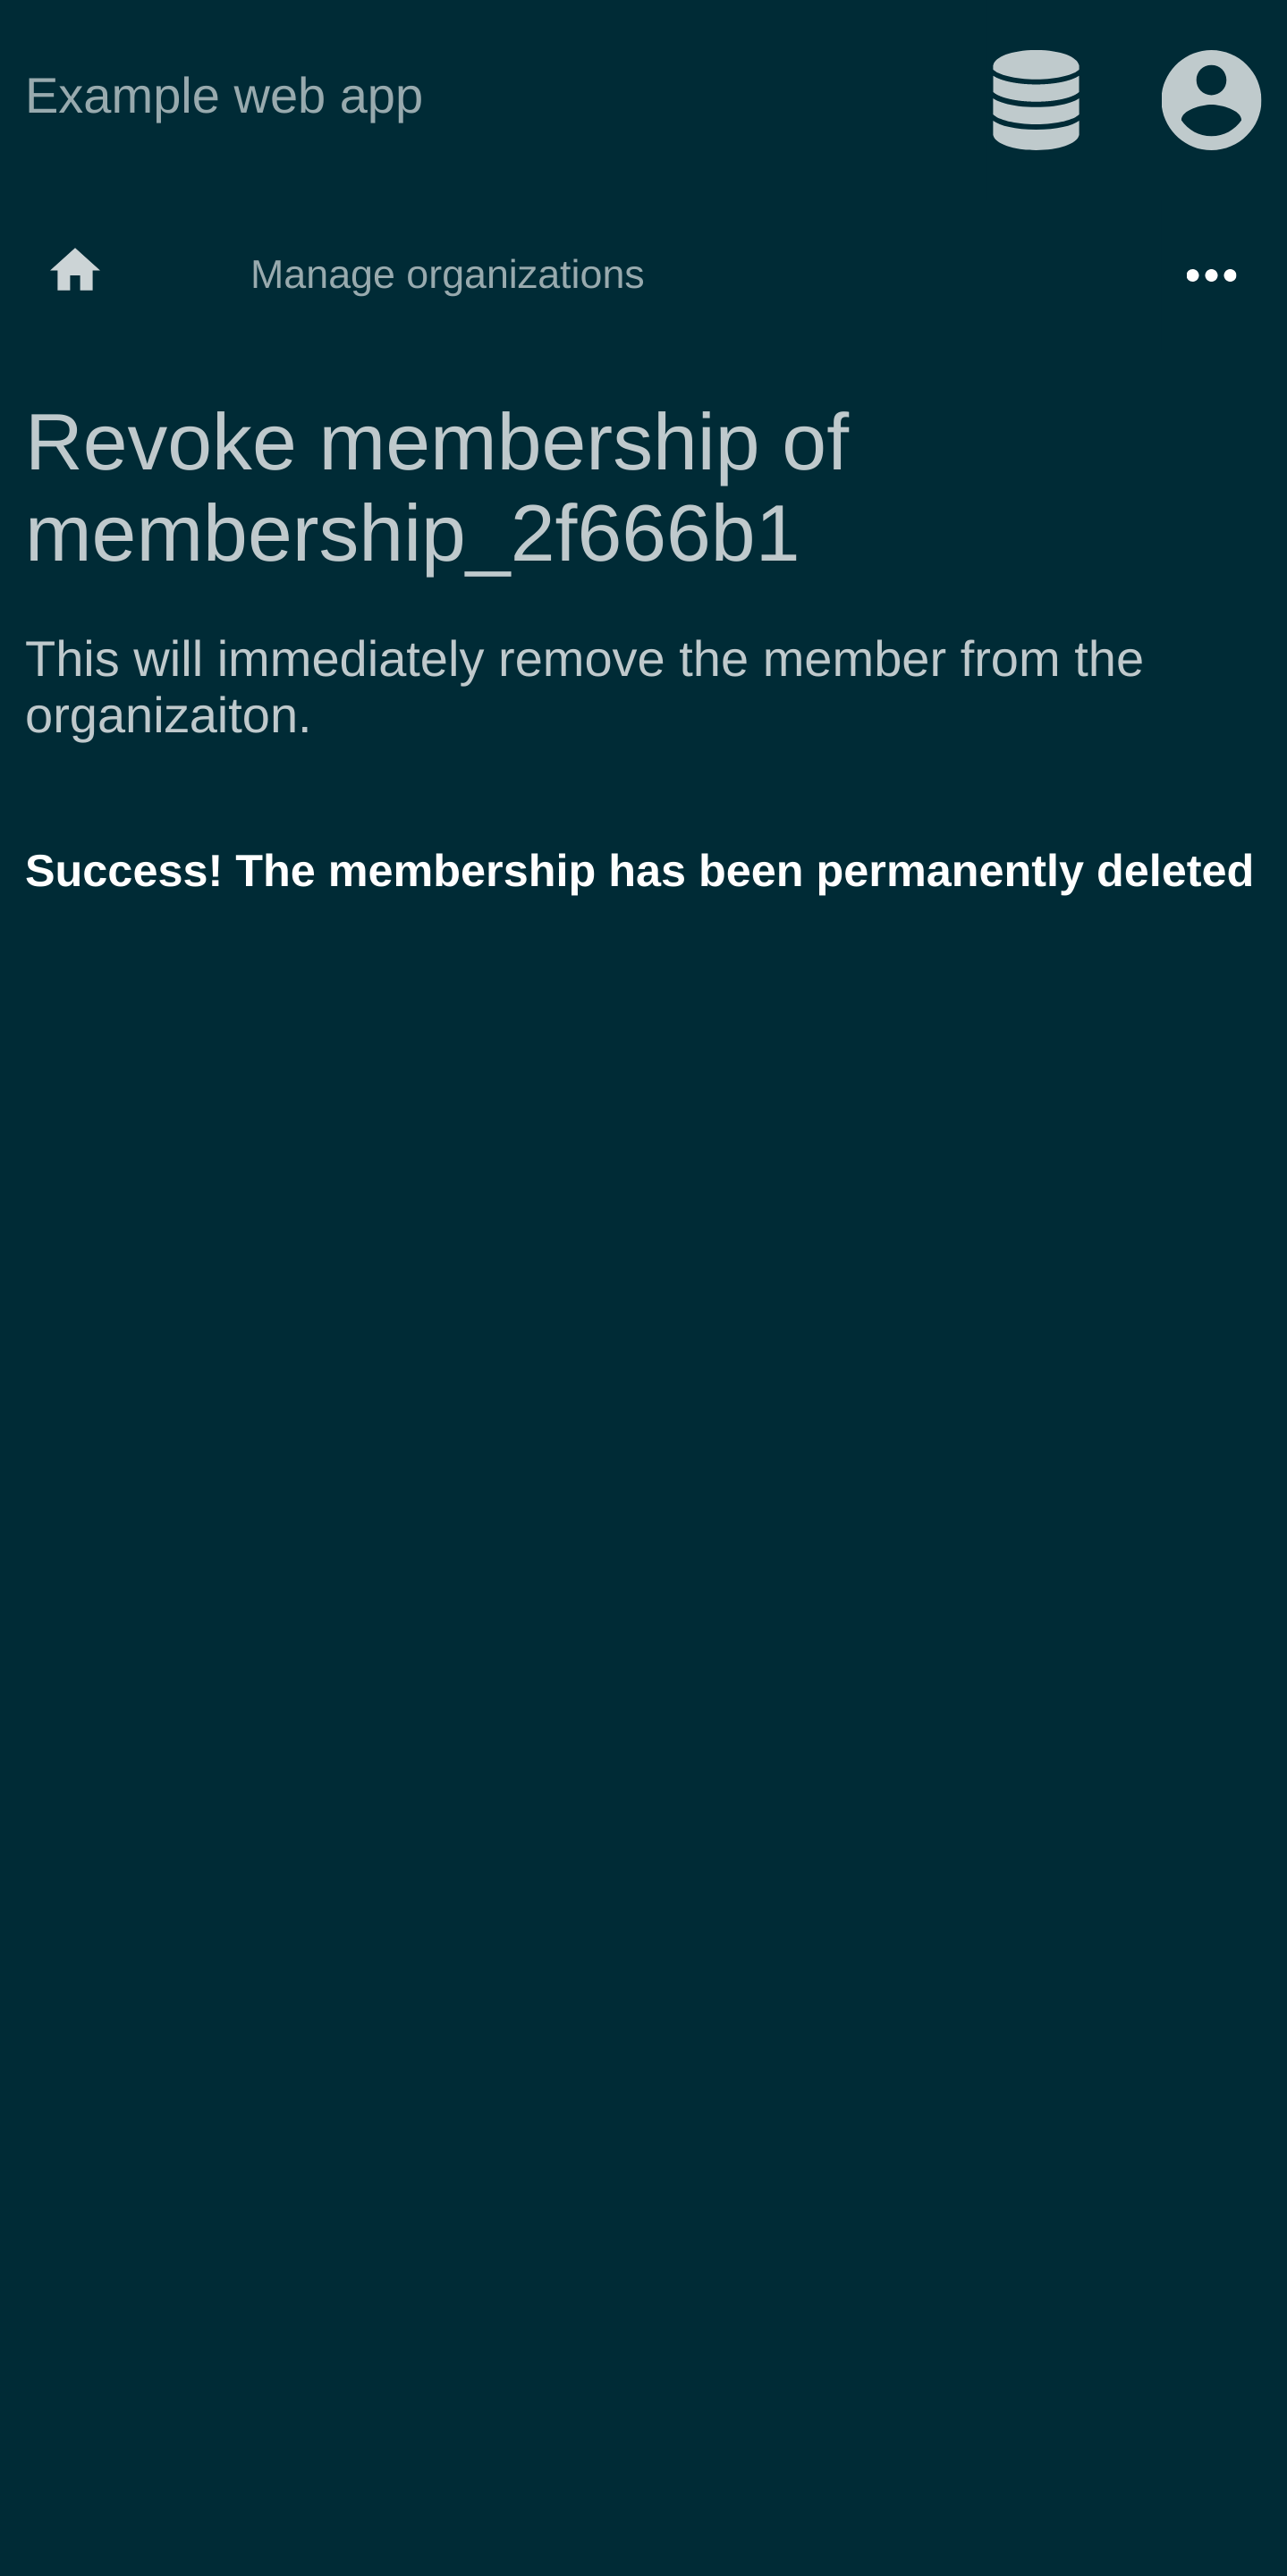 Example web app
Manage organizations
Revoke membership of
membership_2f666b1
This will immediately remove the member from the
organizaiton.
Success! The membership has been permanently deleted